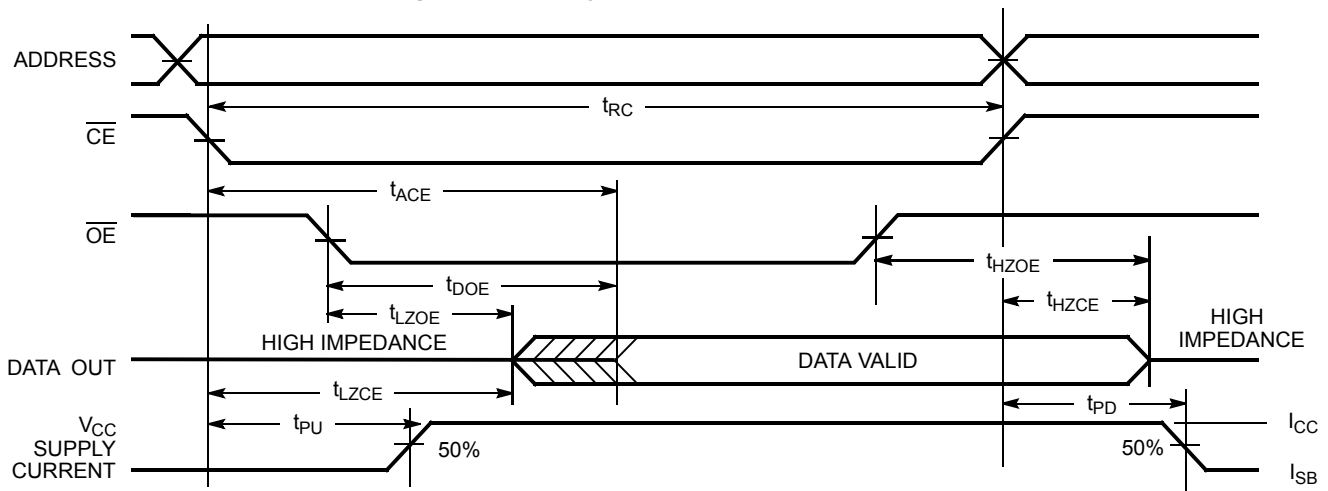 ADDRESS
tRC
CE
tACE
OE
tHZOE
tDOE
tHZCE
tLZOE
HIGH IMPEDANCE
HIGH
IMPEDANCE
DATA OUT
DATA VALID
tLZCE
tPD
tPU
VCC
SUPPLY
CURRENT
50%
50%
ICC
ISB